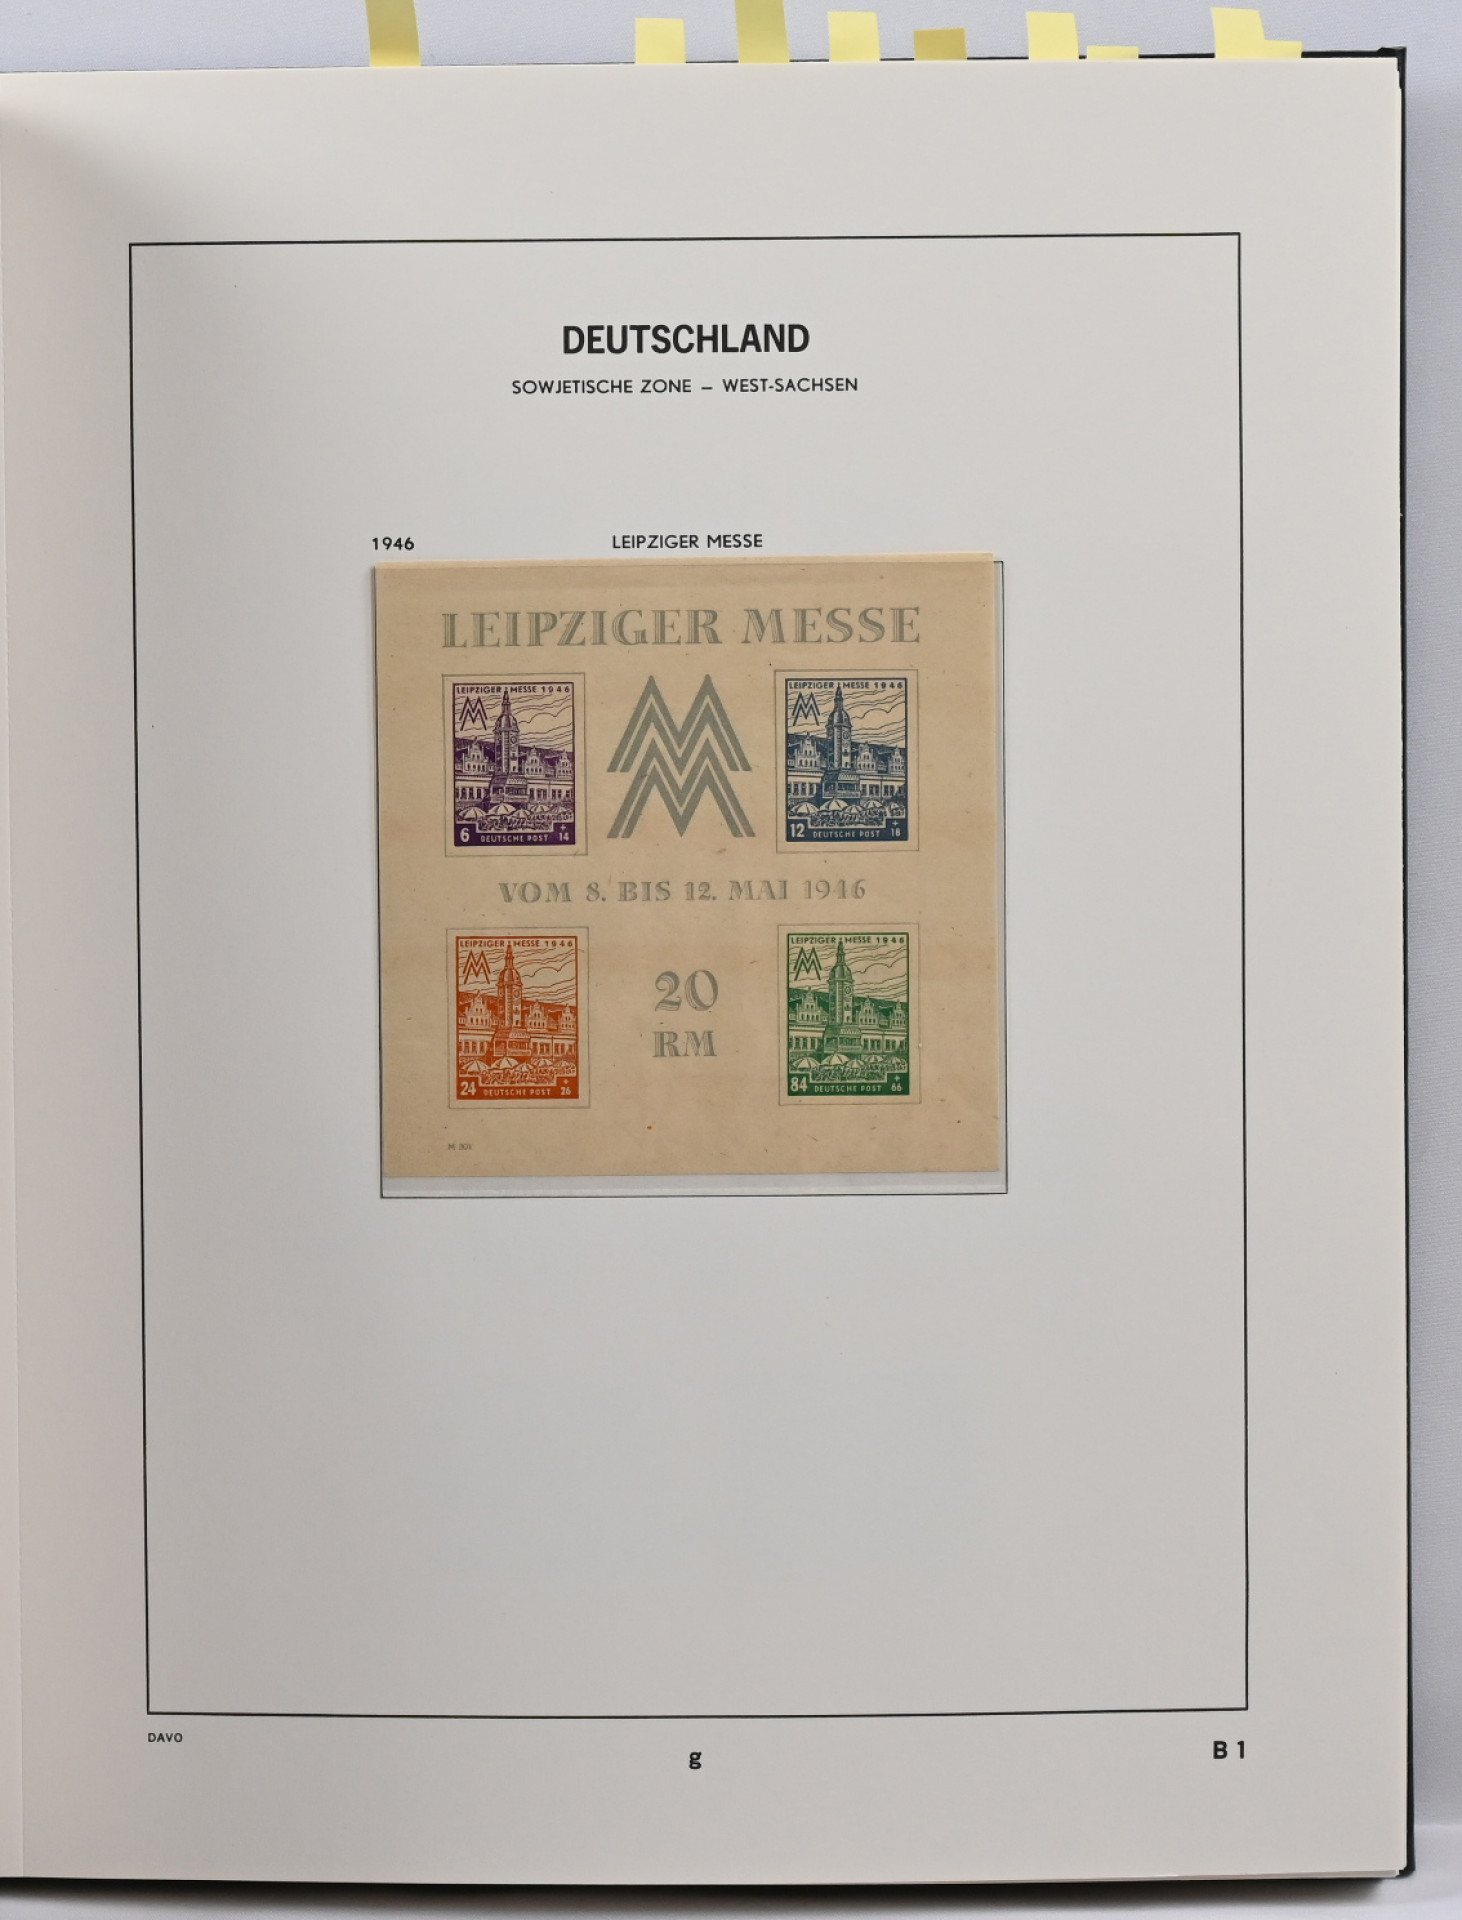 DEUTSCHLAND
SOWJETISCHE ZONE – WEST-SACHSEN
1946 LEIPZIGER MESSE
LEIPZIGER MESSE
LEIPZIGER MESSE 1946
6 DEUTSCHE POST + 14
LEIPZIGER MESSE 1946
12 DEUTSCHE POST + 18
VOM 8. BIS 12. MAI 1946
LEIPZIGER MESSE 1946
24 DEUTSCHE POST + 26
20
RM
LEIPZIGER MESSE 1946
84 DEUTSCHE POST + 66
DAVO
g
B 1